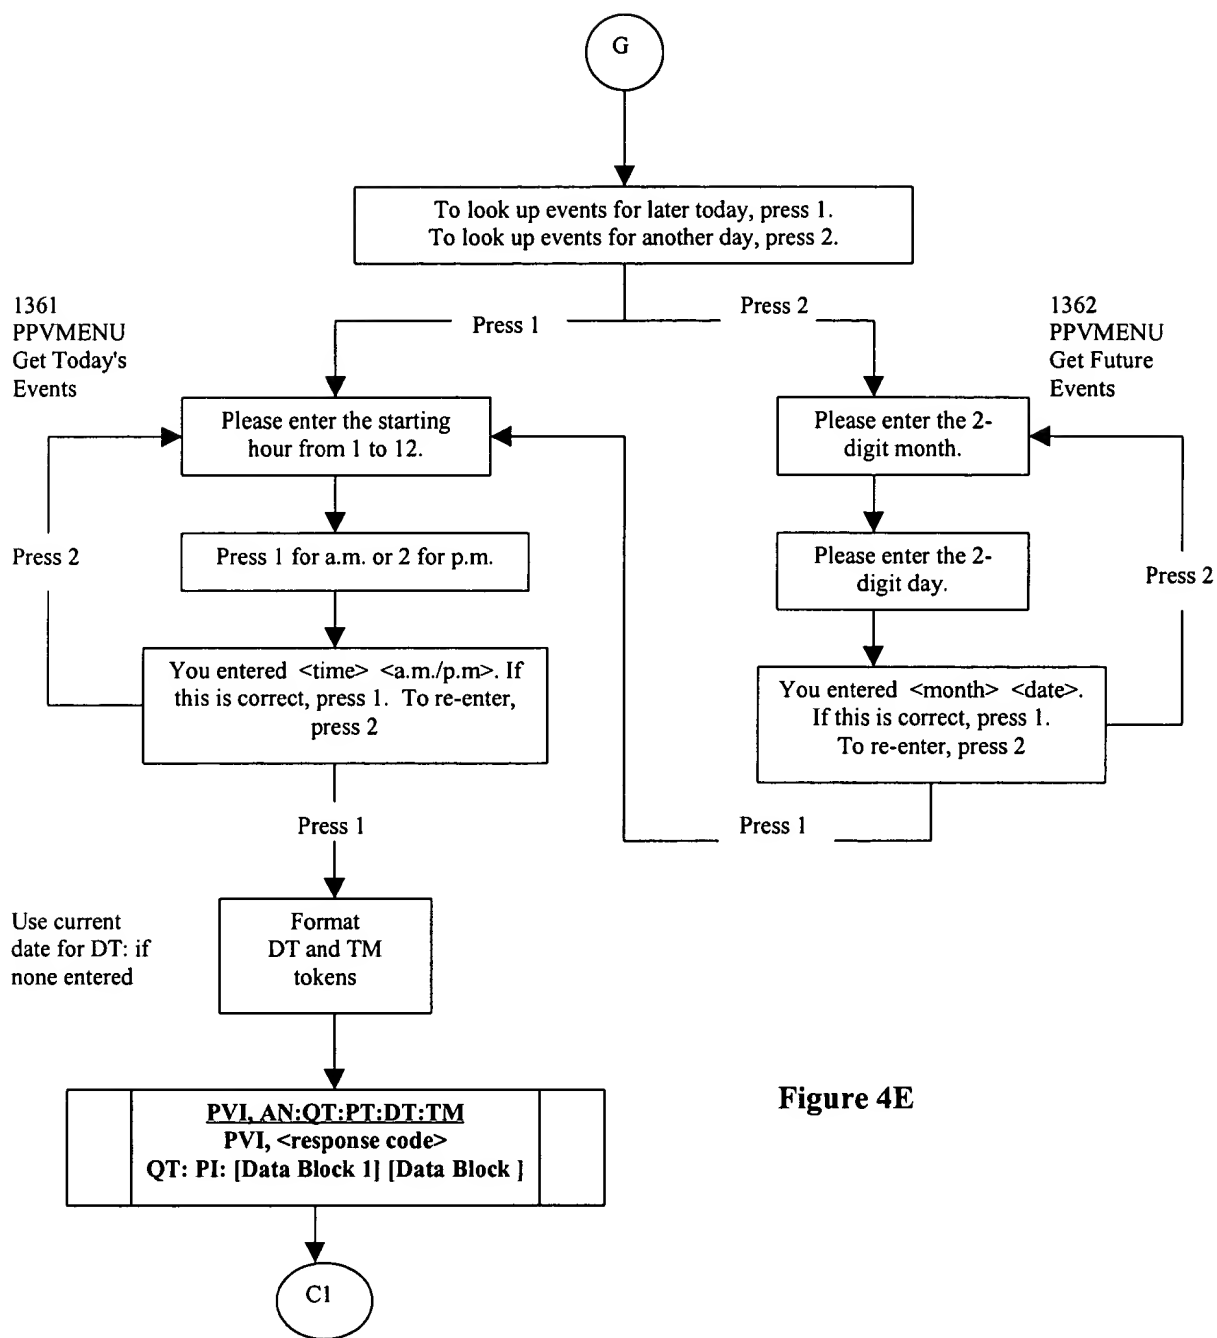 G
To look up events for later today, press 1.
To look up events for another day, press 2.
1361
PPVMENU
Get Today's
Events
Press 1
Press 2
1362
PPVMENU
Get Future
Events
Please enter the starting
hour from 1 to 12.
Please enter the 2-
digit month.
Press 2
Press 1 for a.m. or 2 for p.m.
Please enter the 2-
digit day.
Press 2
You entered <time> <a.m./p.m>. If
this is correct, press 1. To re-enter,
press 2
You entered <month> <date>.
If this is correct, press 1.
To re-enter, press 2
Press 1
Press 1
Use current
date for DT: if
none entered
Format
DT and TM
tokens
PVI, AN:QT:PT:DT:TM
PVI, <response code>
QT: PI: [Data Block 1] [Data Block ]
Figure 4E
C1